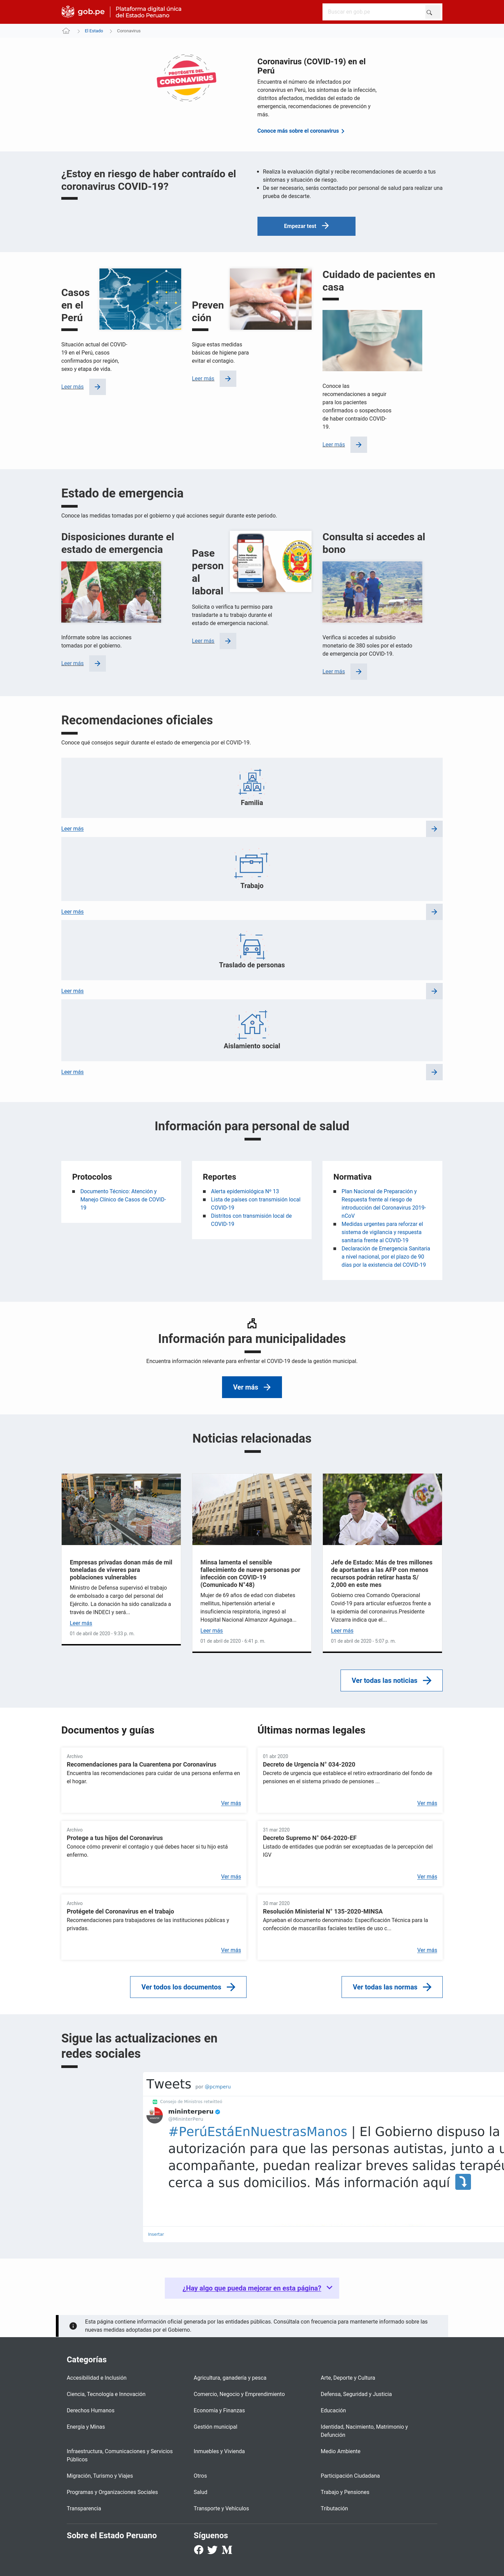 gob.pe
Plataforma digital única
del Estado Peruano
El Estado
Coronavirus
PROTÉGETE DEL
CORONAVIRUS
Coronavirus (COVID-19) en el
Perú
Encuentra el número de infectados por
coronavirus en Perú, los síntomas de la infección,
distritos afectados, medidas del estado de
emergencia, recomendaciones de prevención y
más.
Conoce más sobre el coronavirus
¿Estoy en riesgo de haber contraído el
coronavirus COVID-19?
Realiza la evaluación digital y recibe recomendaciones de acuerdo a tus
síntomas y situación de riesgo.
De ser necesario, serás contactado por personal de salud para realizar una
prueba de descarte.
Empezar test
Casos
en el
Perú
Situación actual del COVID-
19 en el Perú, casos
confirmados por región,
sexo y etapa de vida.
Leer más
Preven
ción
Sigue estas medidas
básicas de higiene para
evitar el contagio.
Leer más
Cuidado de pacientes en
casa
Conoce las
recomendaciones a seguir
para los pacientes
confirmados o sospechosos
de haber contraído COVID-
19.
Leer más
Estado de emergencia
Conoce las medidas tomadas por el gobierno y qué acciones seguir durante este periodo.
Disposiciones durante el
estado de emergencia
Infórmate sobre las acciones
tomadas por el gobierno.
Leer más
Pase
person
al
laboral
Solicita o verifica tu permiso para
trasladarte a tu trabajo durante el
estado de emergencia nacional.
Leer más
Consulta si accedes al
bono
Verifica si accedes al subsidio
monetario de 380 soles por el estado
de emergencia por COVID-19.
Leer más
Recomendaciones oficiales
Conoce qué consejos seguir durante el estado de emergencia por el COVID-19.
Familia
Leer más
Trabajo
Leer más
Traslado de personas
Leer más
Aislamiento social
Leer más
Información para personal de salud
Protocolos
Documento Técnico: Atención y
Manejo Clínico de Casos de COVID-
19
Reportes
Alerta epidemiológica Nº 13
Lista de países con transmisión local
COVID-19
Distritos con transmisión local de
COVID-19
Normativa
Plan Nacional de Preparación y
Respuesta frente al riesgo de
introducción del Coronavirus 2019-
nCoV
Medidas urgentes para reforzar el
sistema de vigilancia y respuesta
sanitaria frente al COVID-19
Declaración de Emergencia Sanitaria
a nivel nacional, por el plazo de 90
días por la existencia del COVID-19
Información para municipalidades
Encuentra información relevante para enfrentar el COVID-19 desde la gestión municipal.
Ver más
Noticias relacionadas
Empresas privadas donan más de mil
toneladas de víveres para
poblaciones vulnerables
Ministro de Defensa supervisó el trabajo
de embolsado a cargo del personal del
Ejército. La donación ha sido canalizada a
través de INDECI y será...
Leer más
01 de abril de 2020 - 9:33 p. m.
Minsa lamenta el sensible
fallecimiento de nueve personas por
infección con COVID-19
(Comunicado N°48)
Mujer de 69 años de edad con diabetes
mellitus, hipertensión arterial e
insuficiencia respiratoria, ingresó al
Hospital Nacional Almanzor Aguinaga...
Leer más
01 de abril de 2020 - 6:41 p. m.
Jefe de Estado: Más de tres millones
de aportantes a las AFP con menos
recursos podrán retirar hasta S/
2,000 en este mes
Gobierno crea Comando Operacional
Covid-19 para articular esfuerzos frente a
la epidemia del coronavirus Presidente
Vizcarra indica que el...
Leer más
01 de abril de 2020 - 5:07 p. m.
Ver todas las noticias
Documentos y guías
Archivo
Recomendaciones para la Cuarentena por Coronavirus
Encuentra las recomendaciones para cuidar de una persona enferma en
el hogar.
Ver más
Archivo
Protege a tus hijos del Coronavirus
Conoce cómo prevenir el contagio y qué debes hacer si tu hijo está
enfermo.
Ver más
Archivo
Protégete del Coronavirus en el trabajo
Recomendaciones para trabajadores de las instituciones públicas y
privadas.
Ver más
Ver todos los documentos
Últimas normas legales
01 abr 2020
Decreto de Urgencia N° 034-2020
Decreto de urgencia que establece el retiro extraordinario del fondo de
pensiones en el sistema privado de pensiones ...
Ver más
31 mar 2020
Decreto Supremo N° 064-2020-EF
Listado de entidades que podrán ser exceptuadas de la percepción del
IGV
Ver más
30 mar 2020
Resolución Ministerial N° 135-2020-MINSA
Aprueban el documento denominado: Especificación Técnica para la
confección de mascarillas faciales textiles de uso c...
Ver más
Ver todas las normas
Sigue las actualizaciones en
redes sociales
Tweets por @pcmperu
Consejo de Ministros retwitteó
mininterperu
@MininterPeru
#PerúEstáEnNuestrasManos | El Gobierno dispuso la
autorización para que las personas autistas, junto a u
acompañante, puedan realizar breves salidas terapéu
cerca a sus domicilios. Más información aquí
Insertar
¿Hay algo que pueda mejorar en esta página?
Esta página contiene información oficial generada por las entidades públicas. Consúltala con frecuencia para mantenerte informado sobre las
nuevas medidas adoptadas por el Gobierno.
Categorías
Accesibilidad e Inclusión
Agricultura, ganadería y pesca
Arte, Deporte y Cultura
Ciencia, Tecnología e Innovación
Comercio, Negocio y Emprendimiento
Defensa, Seguridad y Justicia
Derechos Humanos
Economía y Finanzas
Educación
Energía y Minas
Gestión municipal
Identidad, Nacimiento, Matrimonio y
Defunción
Infraestructura, Comunicaciones y Servicios
Públicos
Inmuebles y Vivienda
Medio Ambiente
Migración, Turismo y Viajes
Otros
Participación Ciudadana
Programas y Organizaciones Sociales
Salud
Trabajo y Pensiones
Transparencia
Transporte y Vehículos
Tributación
Sobre el Estado Peruano
Síguenos